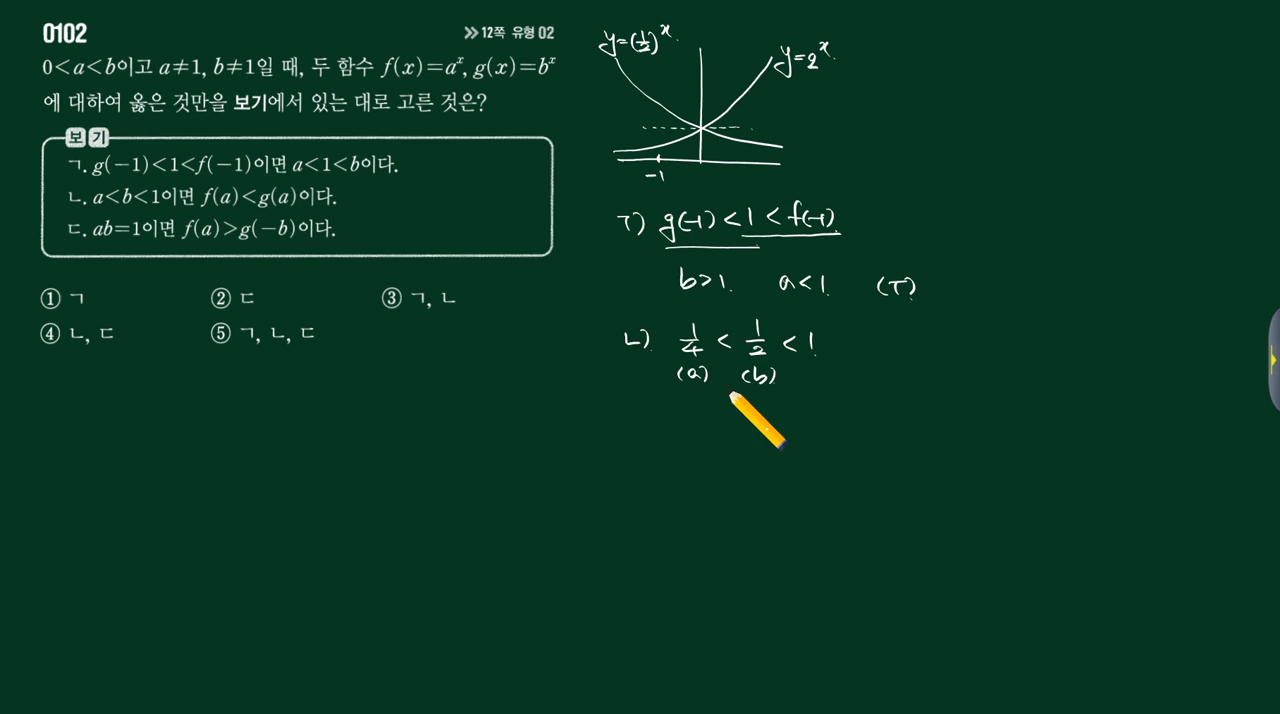 0102
≫ 12쪽 유형 02
0<a<b이고 a≠1, b≠1일 때, 두 함수 f(x)=aˣ, g(x)=bˣ
에 대하여 옳은 것만을 보기에서 있는 대로 고른 것은?
보기
ㄱ. g(−1)<1<f(−1)이면 a<1<b이다.
ㄴ. a<b<1이면 f(a)<g(a)이다.
ㄷ. ab=1이면 f(a)>g(−b)이다.
① ㄱ ② ㄷ ③ ㄱ, ㄴ
④ ㄴ, ㄷ ⑤ ㄱ, ㄴ, ㄷ
y=(1/2)ˣ
y=2ˣ
-1
ㄱ) g(-1) < 1 < f(-1)
b>1. a<1. (T)
ㄴ) 1/4 < 1/2 < 1
(a) (b)